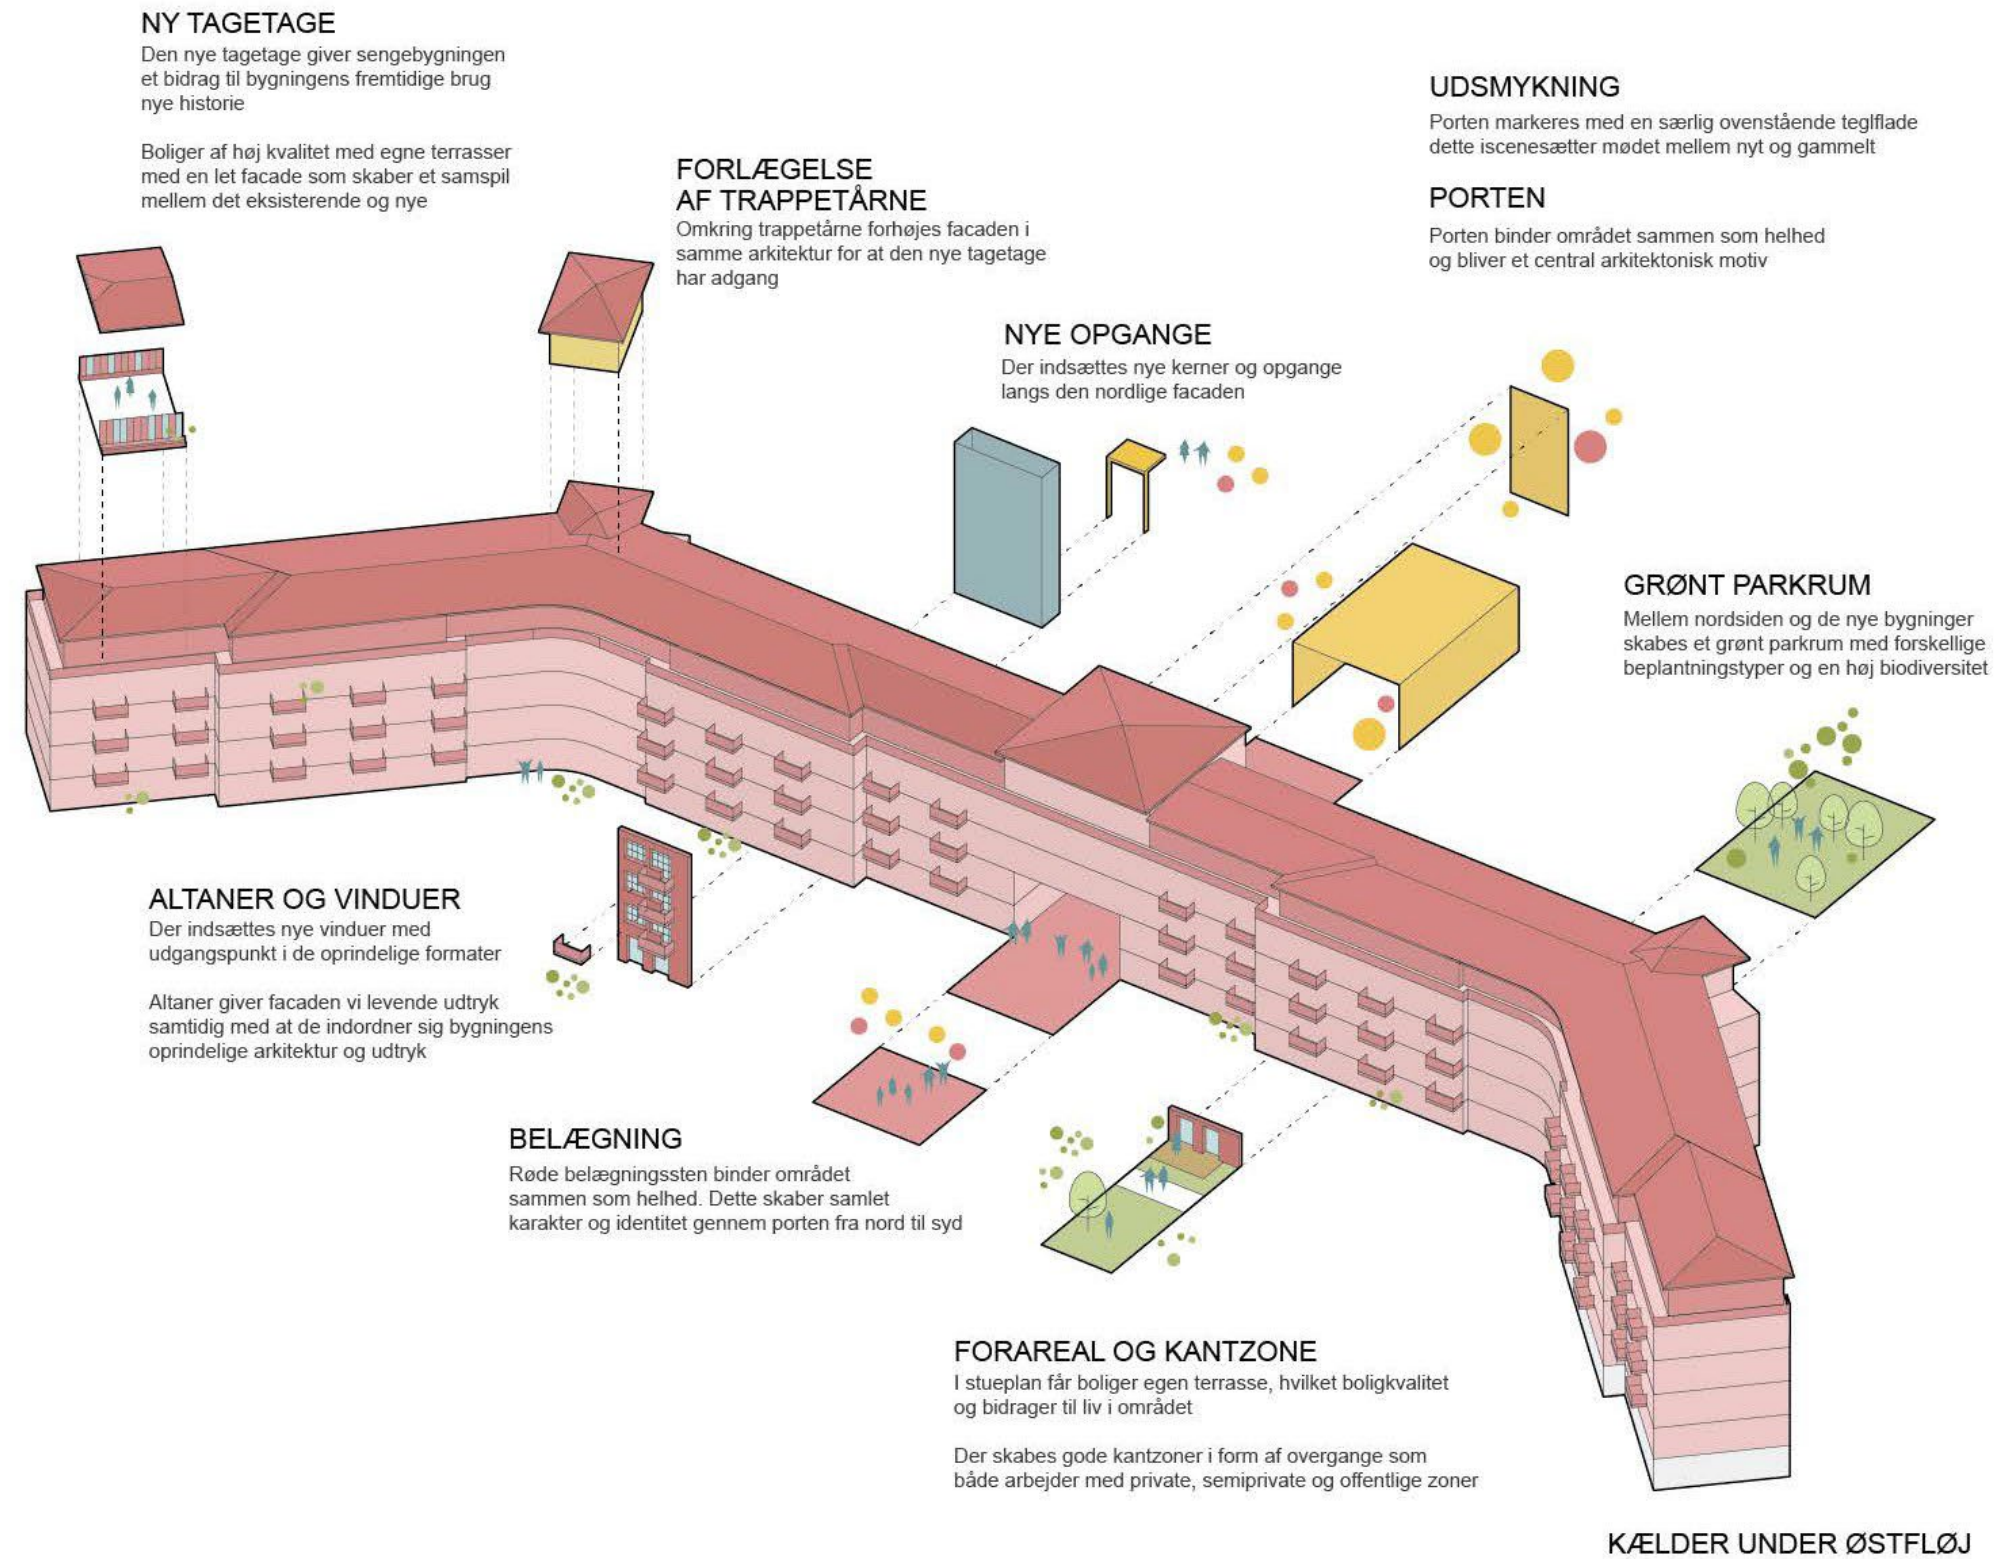 NY TAGETAGE
Den nye tagetage giver sengebygningen
et bidrag til bygningens fremtidige brug
nye historie
Boliger af høj kvalitet med egne terrasser
med en let facade som skaber et samspil
mellem det eksisterende og nye
FORLÆGELSE
AF TRAPPETÅRNE
Omkring trappetårne forhøjes facaden i
samme arkitektur for at den nye tagetage
har adgang
NYE OPGANGE
Der indsættes nye kerner og opgange
langs den nordlige facaden
UDSMYKNING
Porten markeres med en særlig ovenstående teglflade
dette iscenesætter mødet mellem nyt og gammelt
PORTEN
Porten binder området sammen som helhed
og bliver et central arkitektonisk motiv
GRØNT PARKRUM
Mellem nordsiden og de nye bygninger
skabes et grønt parkrum med forskellige
beplantningstyper og en høj biodiversitet
ALTANER OG VINDUER
Der indsættes nye vinduer med
udgangspunkt i de oprindelige formater
Altaner giver facaden vi levende udtryk
samtidig med at de indordner sig bygningens
oprindelige arkitektur og udtryk
BELÆGNING
Røde belægningssten binder området
sammen som helhed. Dette skaber samlet
karakter og identitet gennem porten fra nord til syd
FORAREAL OG KANTZONE
I stueplan får boliger egen terrasse, hvilket boligkvalitet
og bidrager til liv i området
Der skabes gode kantzoner i form af overgange som
både arbejder med private, semiprivate og offentlige zoner
KÆLDER UNDER ØSTFLØJ